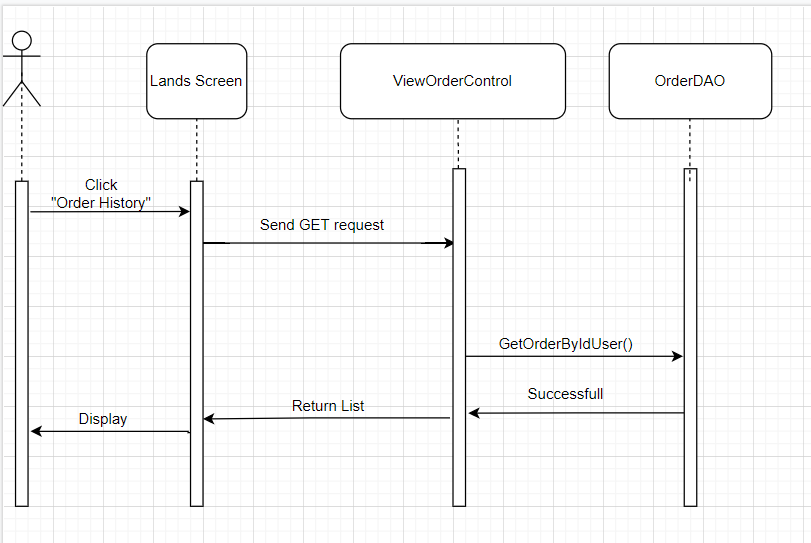 Lands Screen
ViewOrderControl
OrderDAO
Click
"Order History"
Send GET request
GetOrderByIdUser()
Successfull
Return List
Display